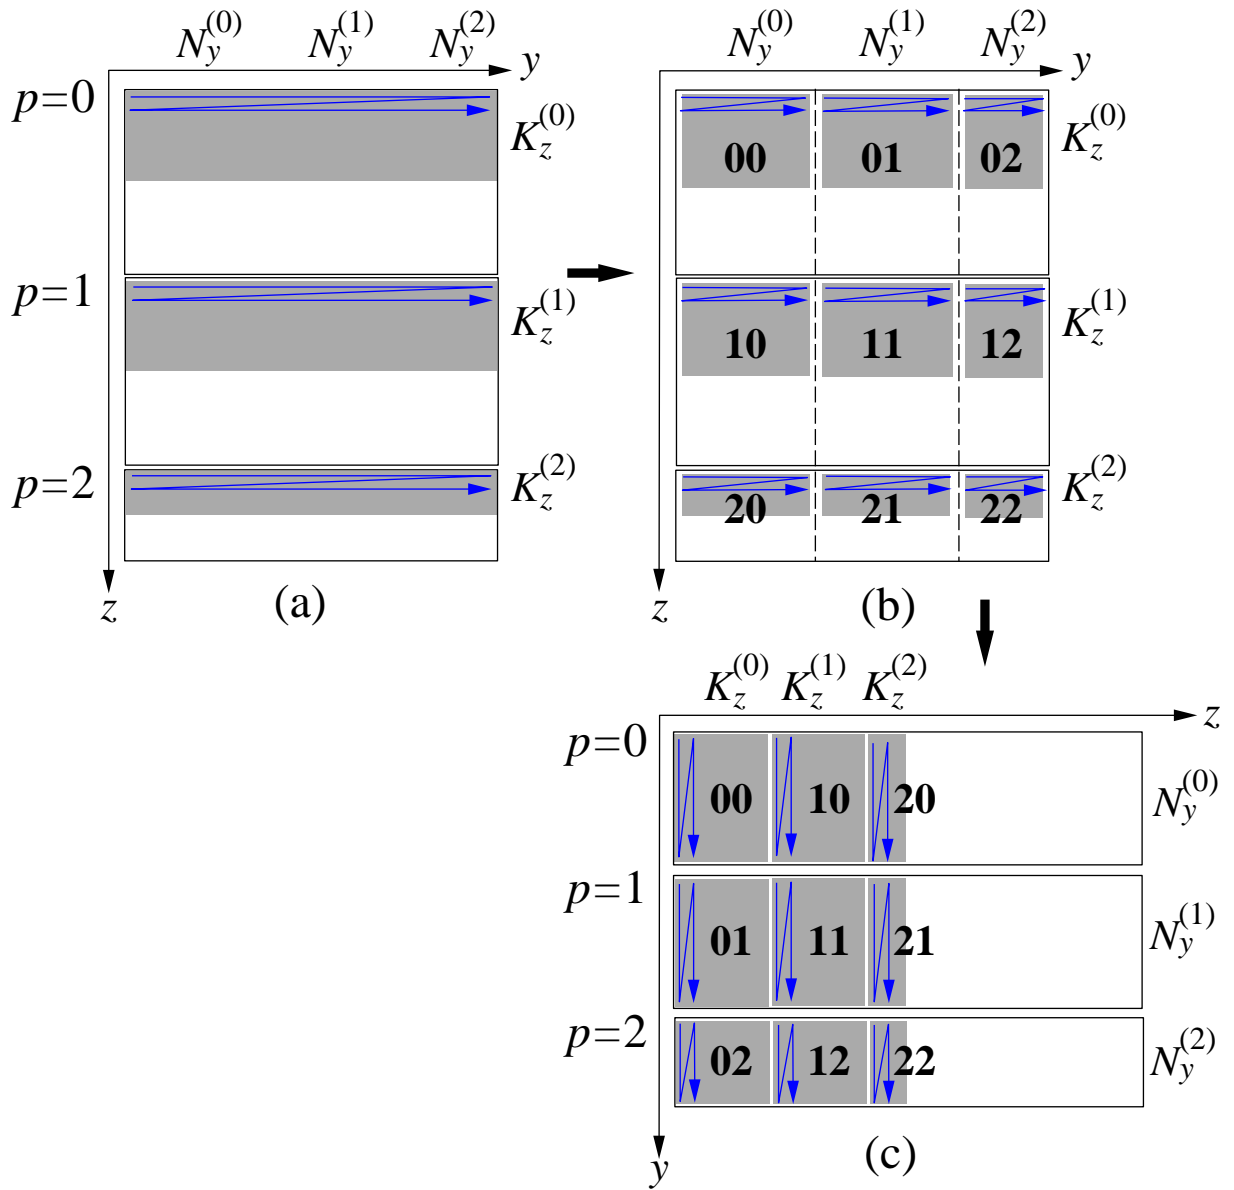 N_y^{(0)} N_y^{(1)} N_y^{(2)} y
p=0 K_z^{(0)}
p=1 K_z^{(1)}
p=2 K_z^{(2)}
z (a)
N_y^{(0)} N_y^{(1)} N_y^{(2)} y
00 01 02 K_z^{(0)}
10 11 12 K_z^{(1)}
20 21 22 K_z^{(2)}
z (b)
K_z^{(0)} K_z^{(1)} K_z^{(2)} z
p=0 00 10 20 N_y^{(0)}
p=1 01 11 21 N_y^{(1)}
p=2 02 12 22 N_y^{(2)}
y (c)